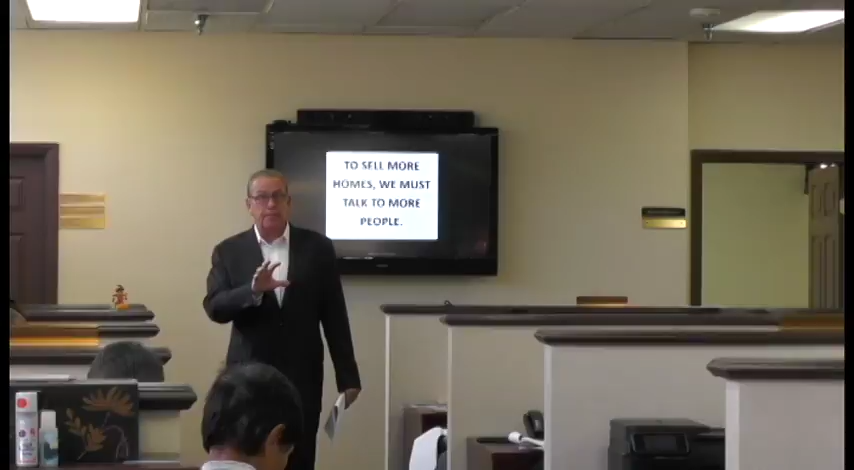 TO SELL MORE
HOMES, WE MUST
TALK TO MORE
PEOPLE.